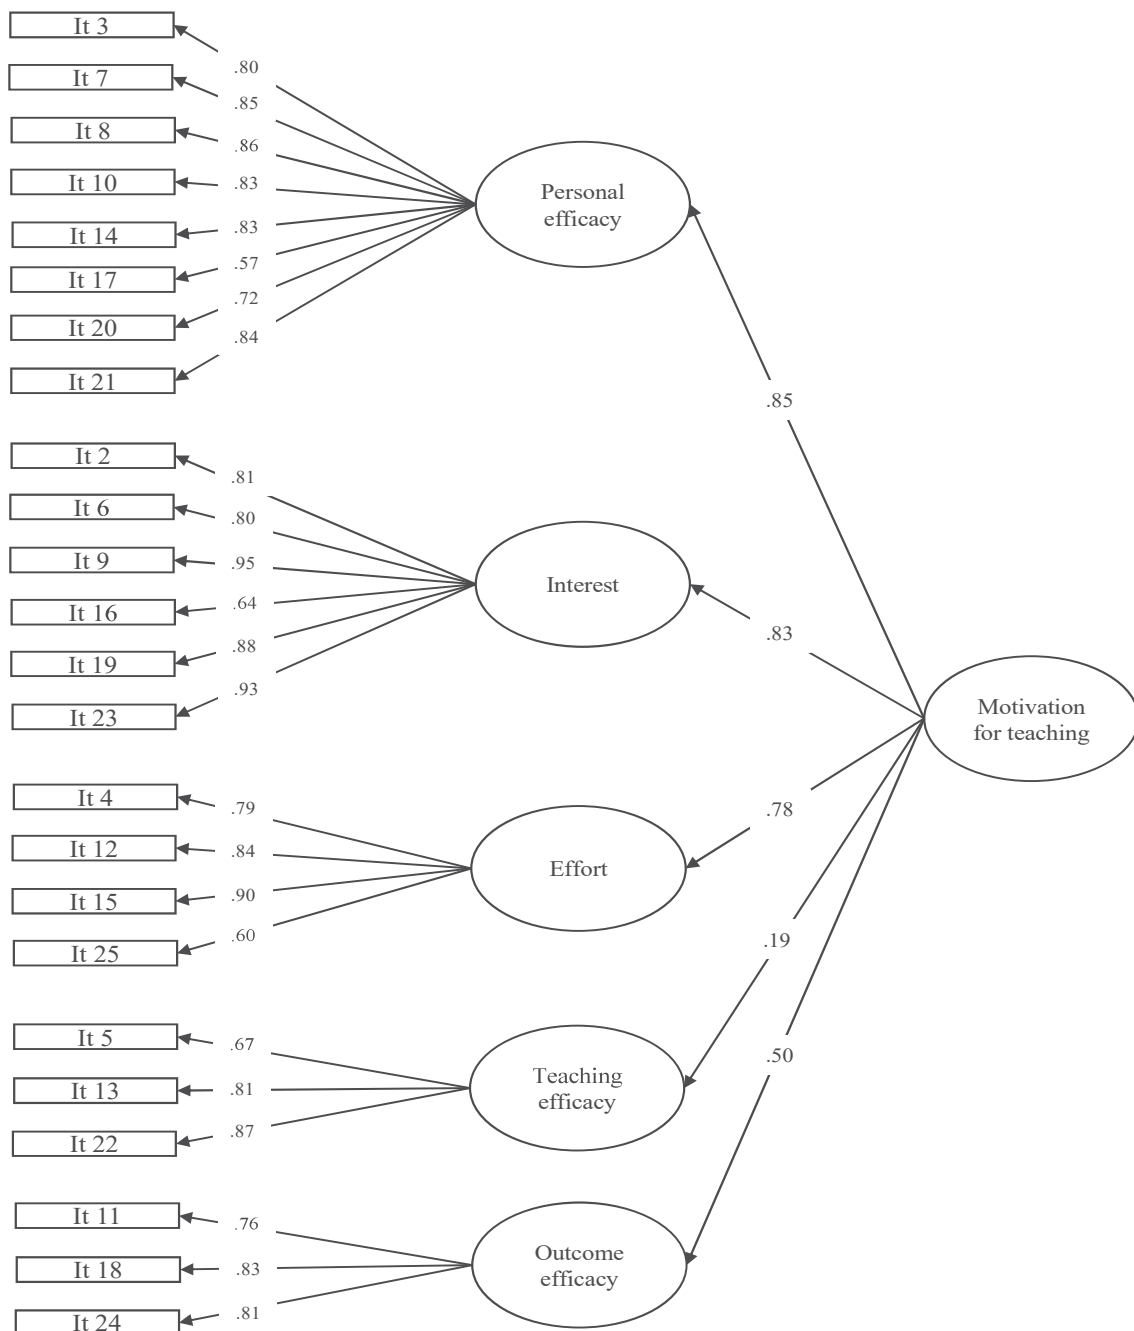 It 3
.80
It 7
.85
It 8
.86
It 10
.83
It 14
.83
It 17
.57
It 20
.72
It 21
.84
Personal
efficacy
.85
It 2
.81
It 6
.80
It 9
.95
It 16
.64
It 19
.88
It 23
.93
Interest
.83
Motivation
for teaching
It 4
.79
It 12
.84
It 15
.90
It 25
.60
Effort
.78
It 5
.67
It 13
.81
It 22
.87
Teaching
efficacy
.19
It 11
.76
It 18
.83
It 24
.81
Outcome
efficacy
.50